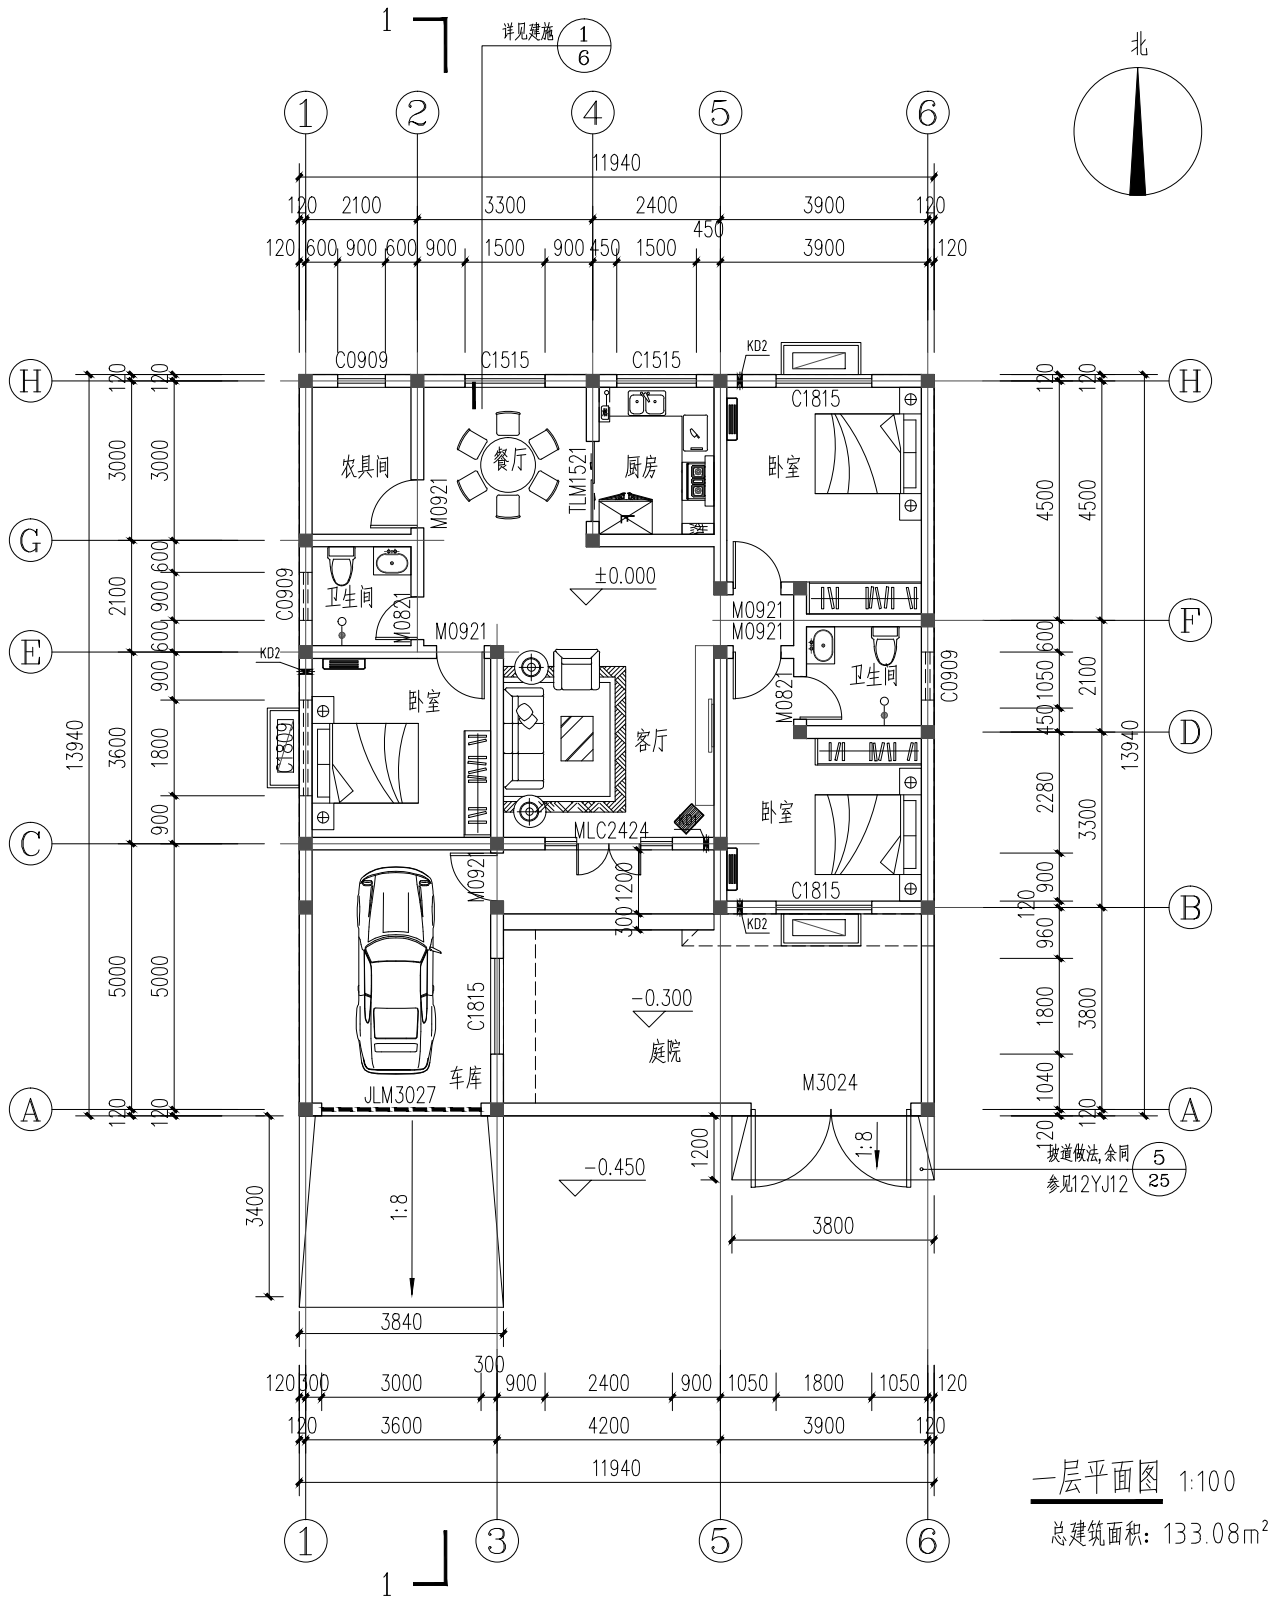 1
详见建施 1
6
北
1 2 4 5 6
11940
120 2100 3300 2400 3900 120
450
120 600 900 600 900 1500 900 450 1500 3900 120
C0909 C1515 C1515 KD2
C1815
H H
120 120 120 120
3000 3000 4500 4500
农具间 餐厅 厨房 卧室
M0921 TLM1521
G
600
±0.000
C0909 卫生间 M0821
2100 900
M0921
M0921
M0921
F
600
E
600
KD2
900
卧室 M0821 卫生间 C0909
1050 2100
450
D
13940 3600 1800 C1809
客厅
13940
2280 3300
卧室
900
C
MLC2424
M0921
1200
300
C1815
KD2
900
120
B
960
5000 5000
C1815
-0.300
庭院
1800 3800
车库
JLM3027
M3024
1040
A A
120 120 120 120
1:8
1200
-0.450
3400
1:8
坡道做法,余同 5
参见12YJ12 25
3800
3840
300
120 300 3000 900 2400 900 1050 1800 1050 120
120 3600 4200 3900 120
11940
1 3 5 6
1
一层平面图 1:100
总建筑面积：133.08m²